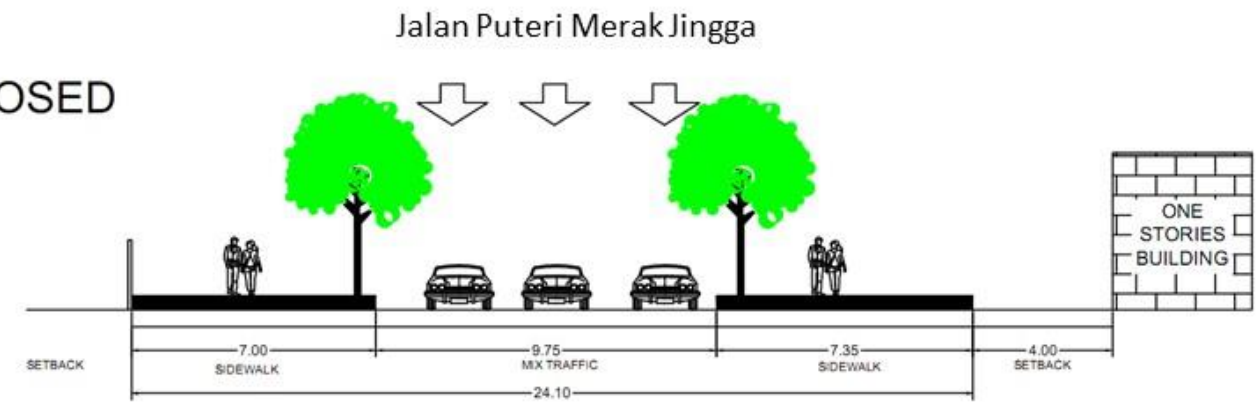 Jalan Puteri Merak Jingga
OSED
ONE
STORIES
BUILDING
7.00
9.75
7.35
4.00
SETBACK
SIDEWALK
MIX TRAFFIC
SIDEWALK
SETBACK
24.10